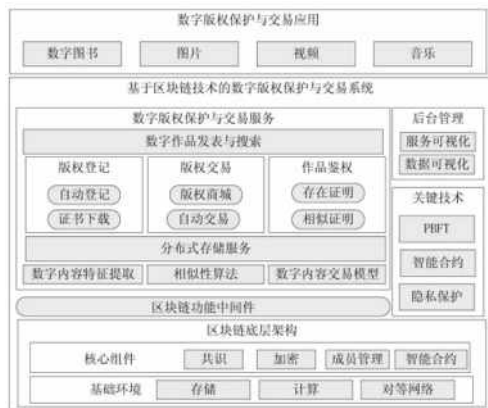 数字版权保护与交易应用
数字图书 图片 视频 音乐
基于区块链技术的数字版权保护与交易系统
数字版权保护与交易服务
数字作品发表与搜索
版权登记 版权交易 作品鉴权
自动登记 版权商城 存在证明
证书下载 自动交易 相似证明
分布式存储服务
数字内容特征提取 相似性算法 数字内容交易模型
后台管理
服务可视化
数据可视化
关键技术
PBFT
智能合约
隐私保护
区块链功能中间件
区块链底层架构
核心组件 共识 加密 成员管理 智能合约
基础环境 存储 计算 对等网络